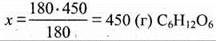 x = 180·450 / 180 = 450 (г) C₆H₁₂O₆